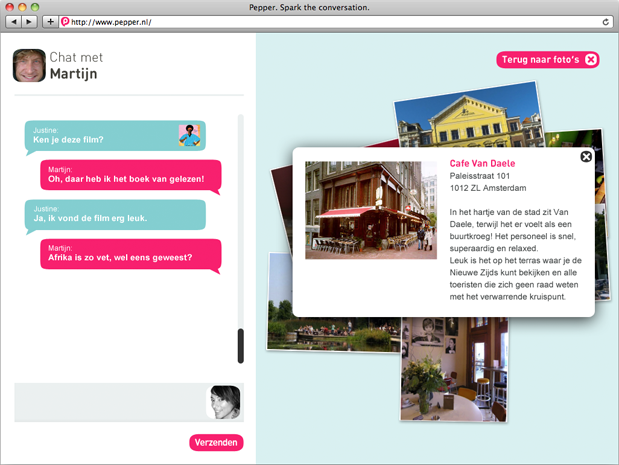 Pepper. Spark the conversation.
http://www.pepper.nl/
Chat met
Martijn
Justine:
Ken je deze film?
Martijn:
Oh, daar heb ik het boek van gelezen!
Justine:
Ja, ik vond de film erg leuk.
Martijn:
Afrika is zo vet, wel eens geweest?
Verzenden
Terug naar foto's
Cafe Van Daele
Paleisstraat 101
1012 ZL Amsterdam
In het hartje van de stad zit Van
Daele, terwijl het er voelt als een
buurtkroeg! Het personeel is snel,
superaardig en relaxed.
Leuk is het op het terras waar je de
Nieuwe Zijds kunt bekijken en alle
toeristen die zich geen raad weten
met het verwarrende kruispunt.